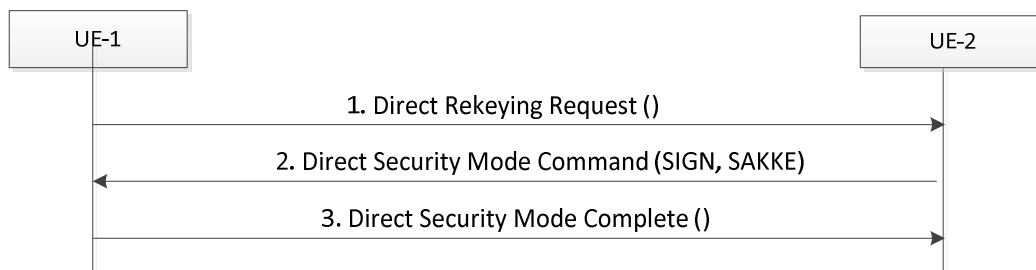 UE-1
UE-2
1. Direct Rekeying Request ()
2. Direct Security Mode Command (SIGN, SAKKE)
3. Direct Security Mode Complete ()